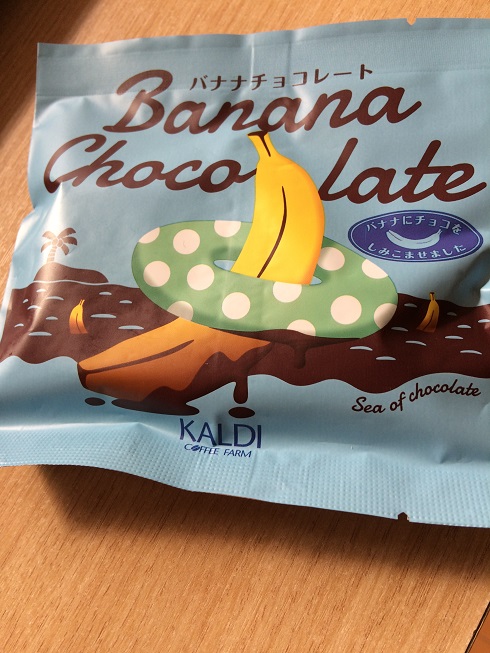 バナナチョコレート
Banana
Chocolate
バナナにチョコを
しみこませました
Sea of chocolate
KALDI
COFFEE FARM